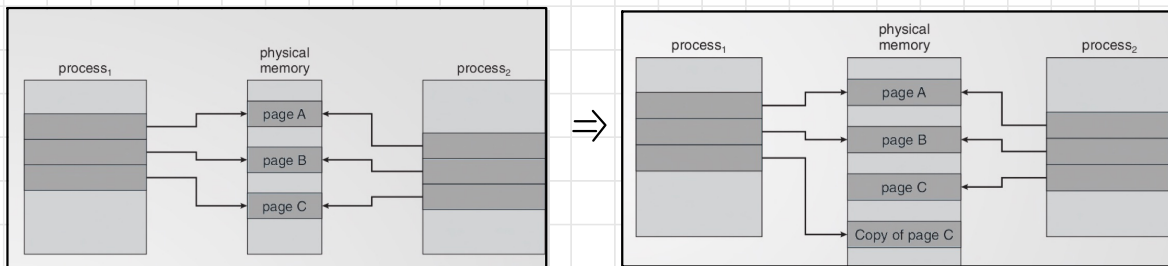 process₁
physical
memory
process₂
page A
page B
page C
⇒
process₁
physical
memory
process₂
page A
page B
page C
Copy of page C